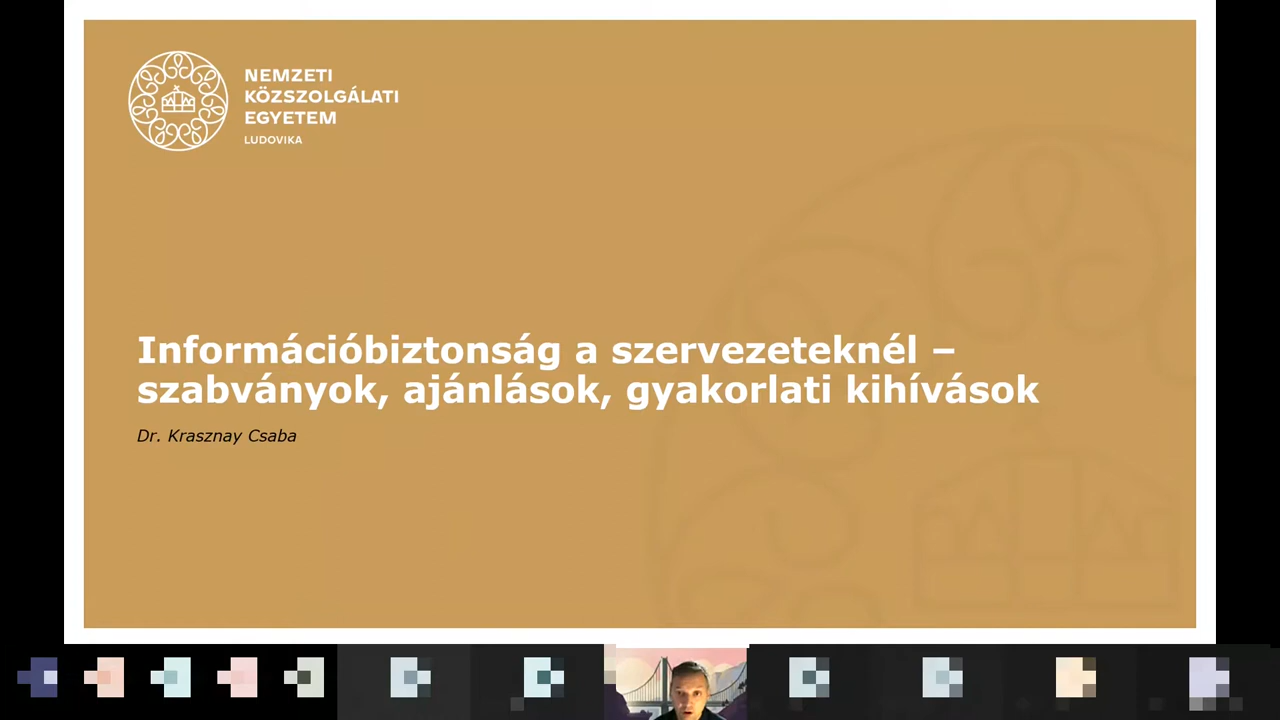 NEMZETI
KÖZSZOLGÁLATI
EGYETEM
LUDOVIKA
Információbiztonság a szervezeteknél –
szabványok, ajánlások, gyakorlati kihívások
Dr. Krasznay Csaba